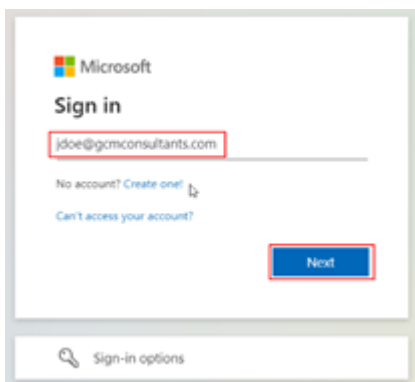 Microsoft
Sign in
jdoe@gcmconsultants.com
No account? Create one!
Can't access your account?
Next
Sign-in options